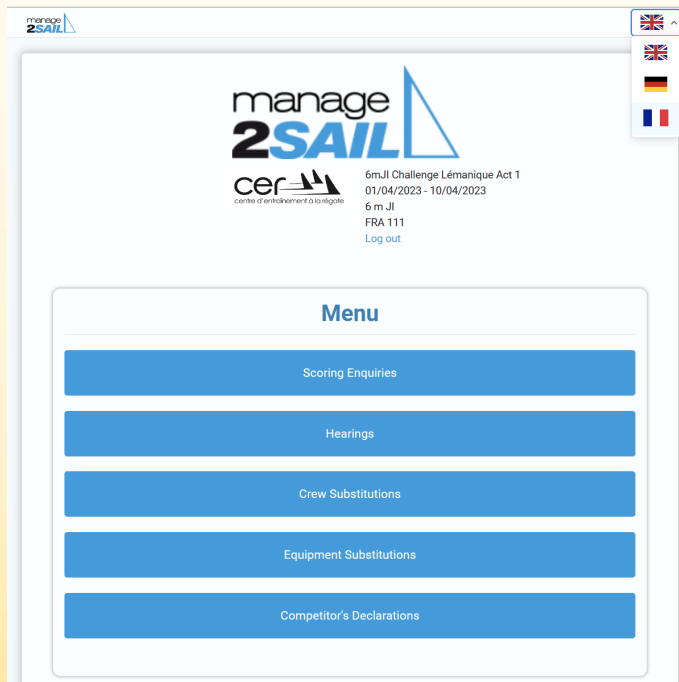 manage
2SAIL
manage
2SAIL
cer
centre d'entraînement à la régate
6mJI Challenge Lémanique Act 1
01/04/2023 - 10/04/2023
6 m JI
FRA 111
Log out
Menu
Scoring Enquiries
Hearings
Crew Substitutions
Equipment Substitutions
Competitor's Declarations